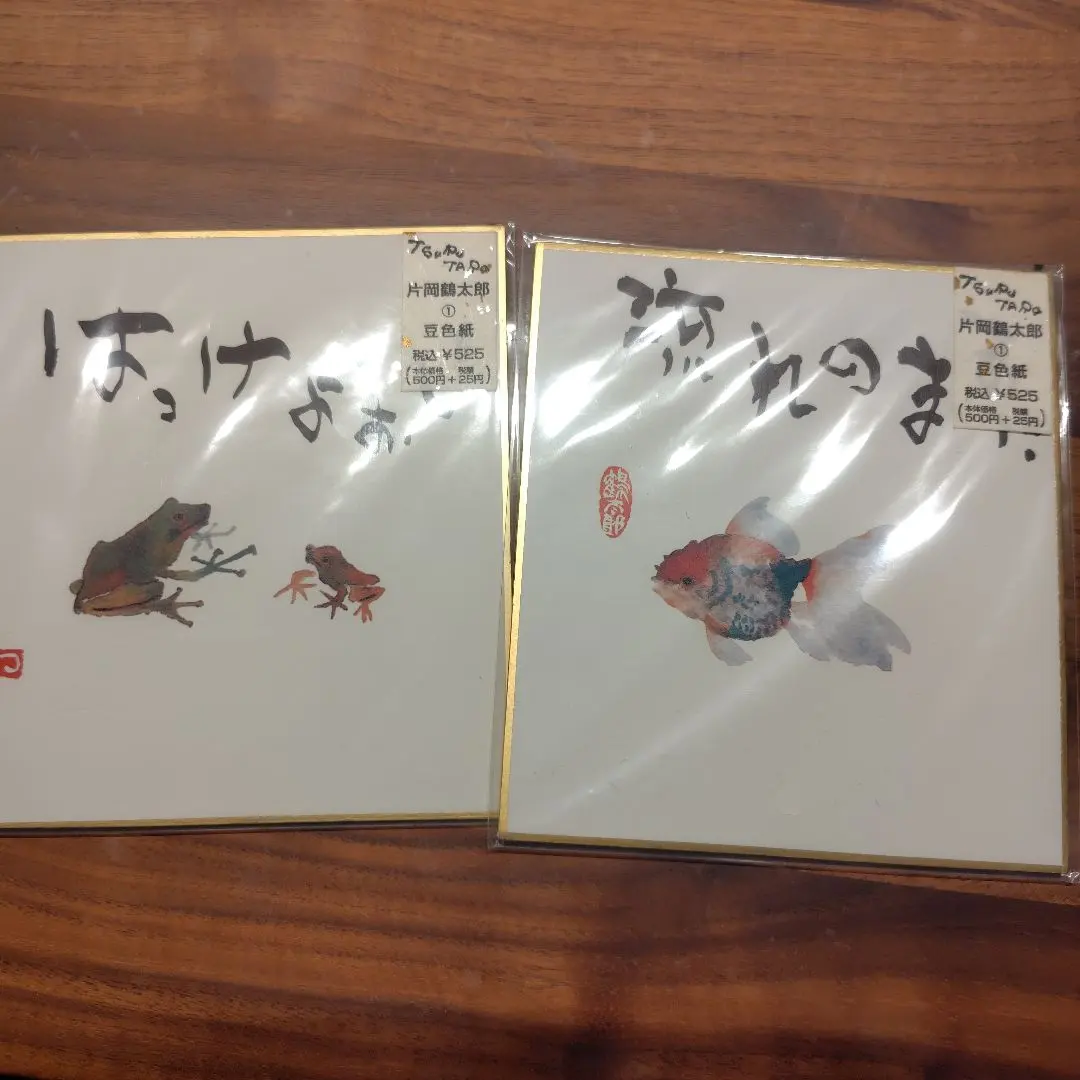 はっけよぉ
TSURU
TARO
片岡鶴太郎
①
豆色紙
税込￥525
(本体価格 税額
500円＋25円)
流れのま
TSURU
TARO
片岡鶴太郎
①
豆色紙
税込￥525
(本体価格 税額
500円＋25円)
鶴太郎